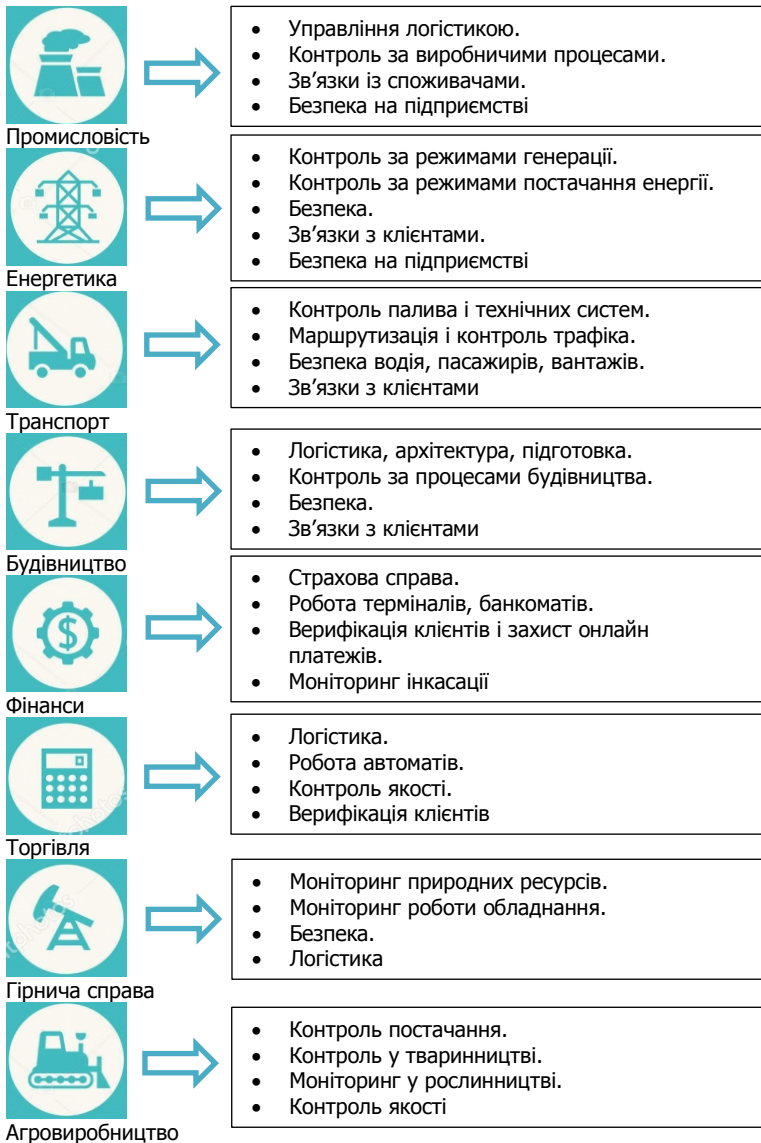 • Управління логістикою.
• Контроль за виробничими процесами.
• Зв’язки із споживачами.
• Безпека на підприємстві
Промисловість
• Контроль за режимами генерації.
• Контроль за режимами постачання енергії.
• Безпека.
• Зв’язки з клієнтами.
• Безпека на підприємстві
Енергетика
• Контроль палива і технічних систем.
• Маршрутизація і контроль трафіка.
• Безпека водія, пасажирів, вантажів.
• Зв’язки з клієнтами
Транспорт
• Логістика, архітектура, підготовка.
• Контроль за процесами будівництва.
• Безпека.
• Зв’язки з клієнтами
Будівництво
• Страхова справа.
• Робота терміналів, банкоматів.
• Верифікація клієнтів і захист онлайн
платежів.
• Моніторинг інкасації
$
Фінанси
• Логістика.
• Робота автоматів.
• Контроль якості.
• Верифікація клієнтів
Торгівля
• Моніторинг природних ресурсів.
• Моніторинг роботи обладнання.
• Безпека.
• Логістика
Гірнича справа
• Контроль постачання.
• Контроль у тваринництві.
• Моніторинг у рослинництві.
• Контроль якості
Агровиробництво